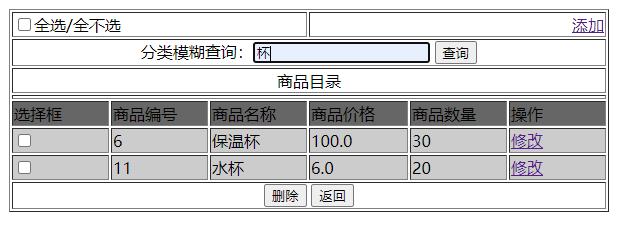 全选/全不选 添加
分类模糊查询： 杯 查询
商品目录
选择框 商品编号 商品名称 商品价格 商品数量 操作
6 保温杯 100.0 30 修改
11 水杯 6.0 20 修改
删除 返回